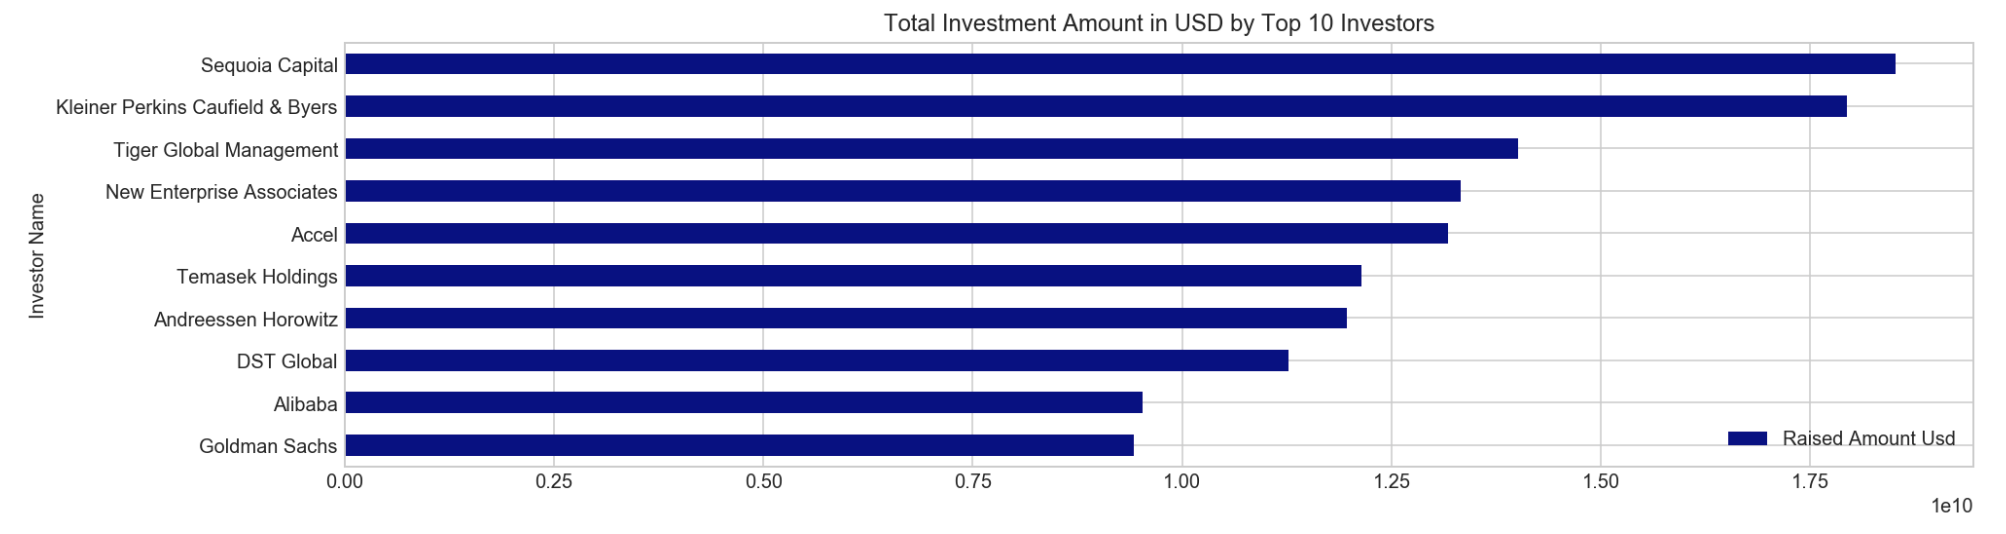 Total Investment Amount in USD by Top 10 Investors
Investor Name
Sequoia Capital
Kleiner Perkins Caufield & Byers
Tiger Global Management
New Enterprise Associates
Accel
Temasek Holdings
Andreessen Horowitz
DST Global
Alibaba
Goldman Sachs
Raised Amount Usd
0.00 0.25 0.50 0.75 1.00 1.25 1.50 1.75
1e10